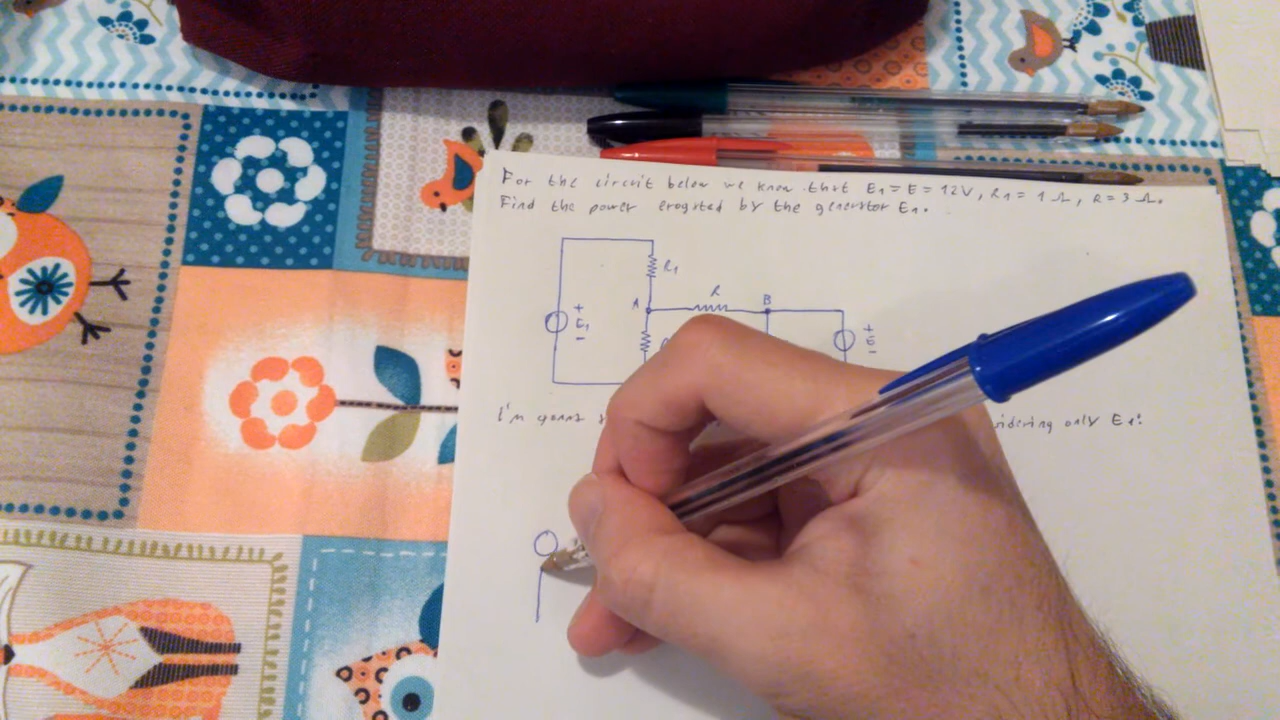 For the circuit below we know that E1 = E = 12V, R1 = 1 Ω, R = 3 Ω.
Find the power erogated by the generator E1.
R1
A
R
B
+
E1
-
+
E
-
I'm gonna
sidering only E1: